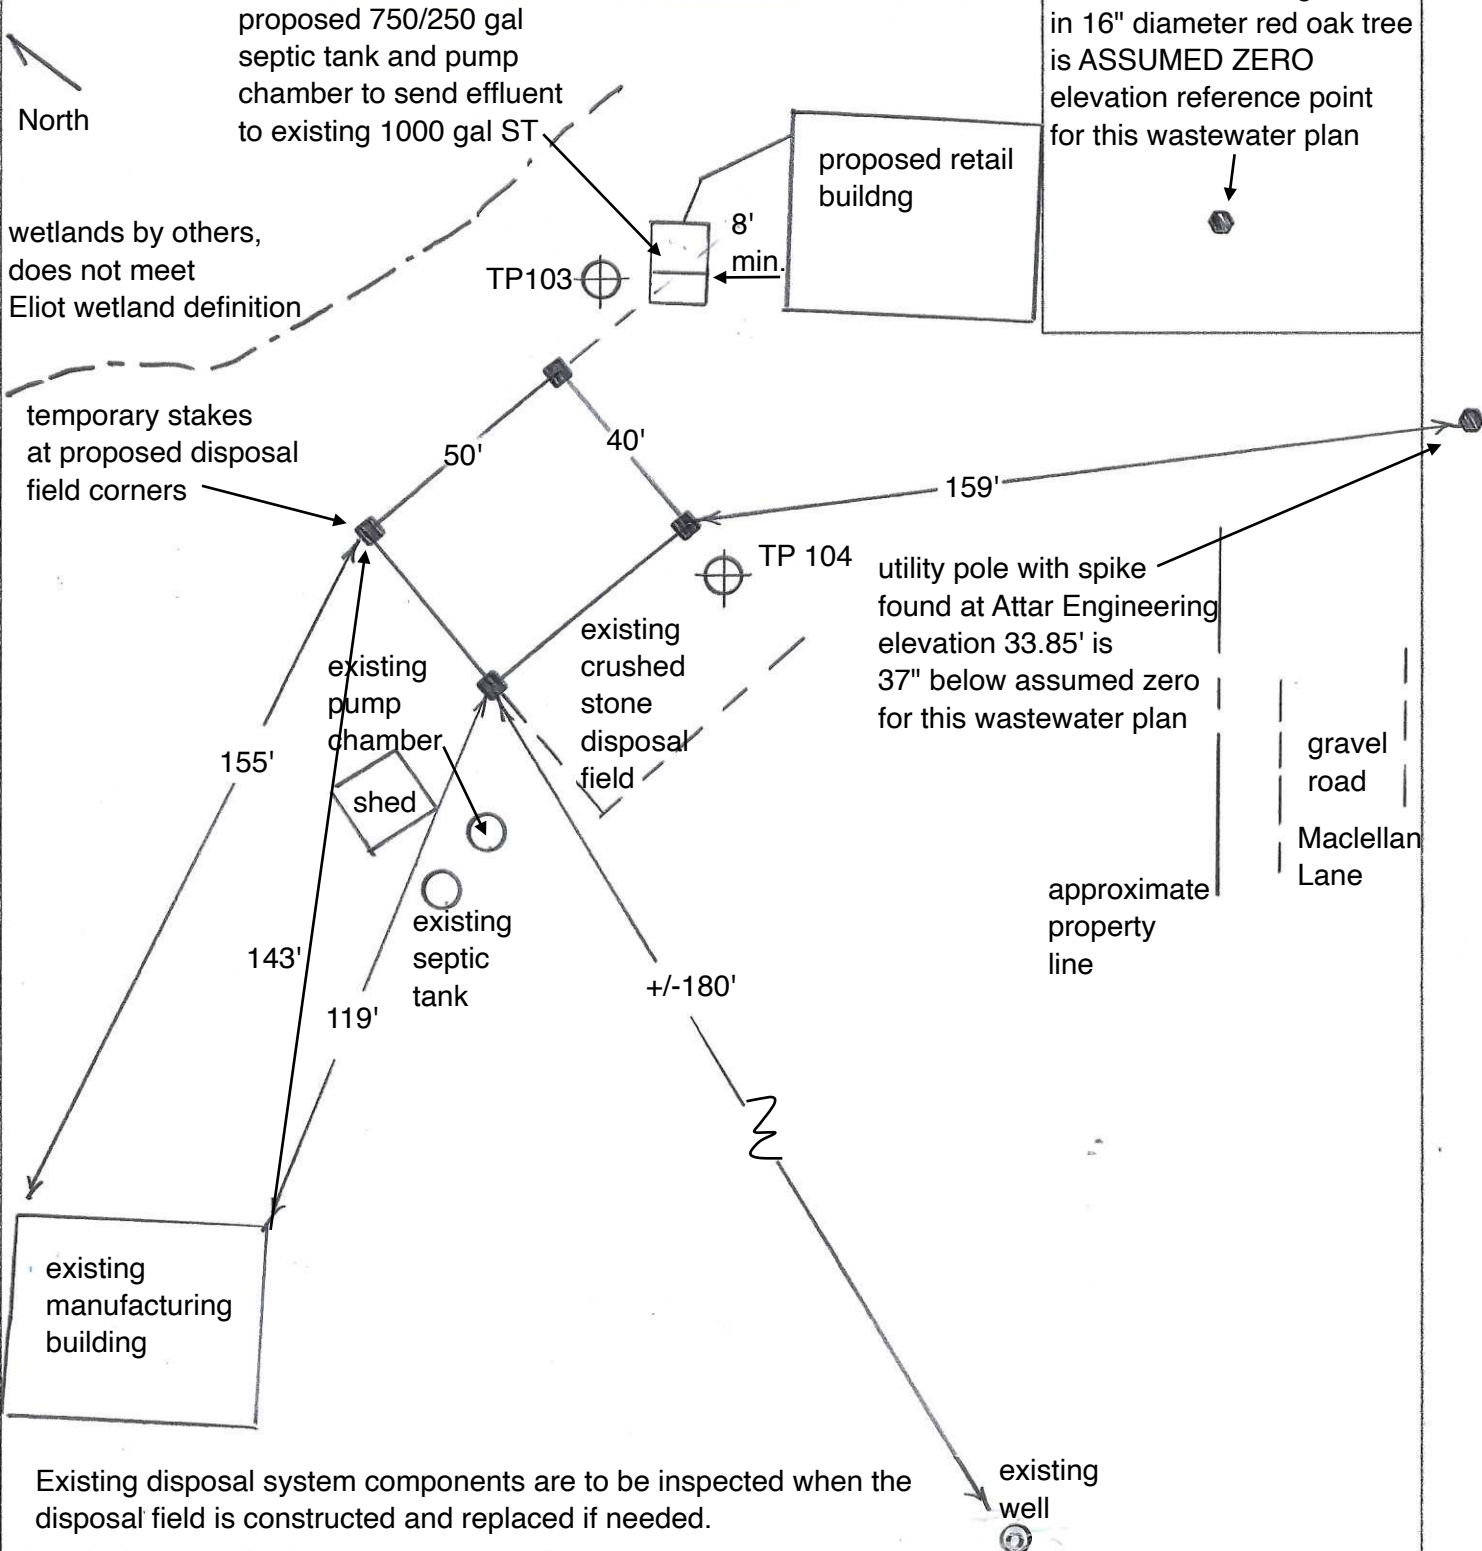 proposed 750/250 gal
septic tank and pump
chamber to send effluent
to existing 1000 gal ST
in 16" diameter red oak tree
is ASSUMED ZERO
elevation reference point
for this wastewater plan
North
proposed retail
buildng
wetlands by others,
does not meet
Eliot wetland definition
8'
min.
TP103
temporary stakes
at proposed disposal
field corners
50'
40'
159'
TP 104
utility pole with spike
found at Attar Engineering
elevation 33.85' is
37" below assumed zero
for this wastewater plan
existing
crushed
stone
disposal
field
existing
pump
chamber
gravel
road
Maclellan
Lane
155'
shed
approximate
property
line
existing
septic
tank
143'
119'
+/-180'
existing
manufacturing
building
existing
well
Existing disposal system components are to be inspected when the
disposal field is constructed and replaced if needed.